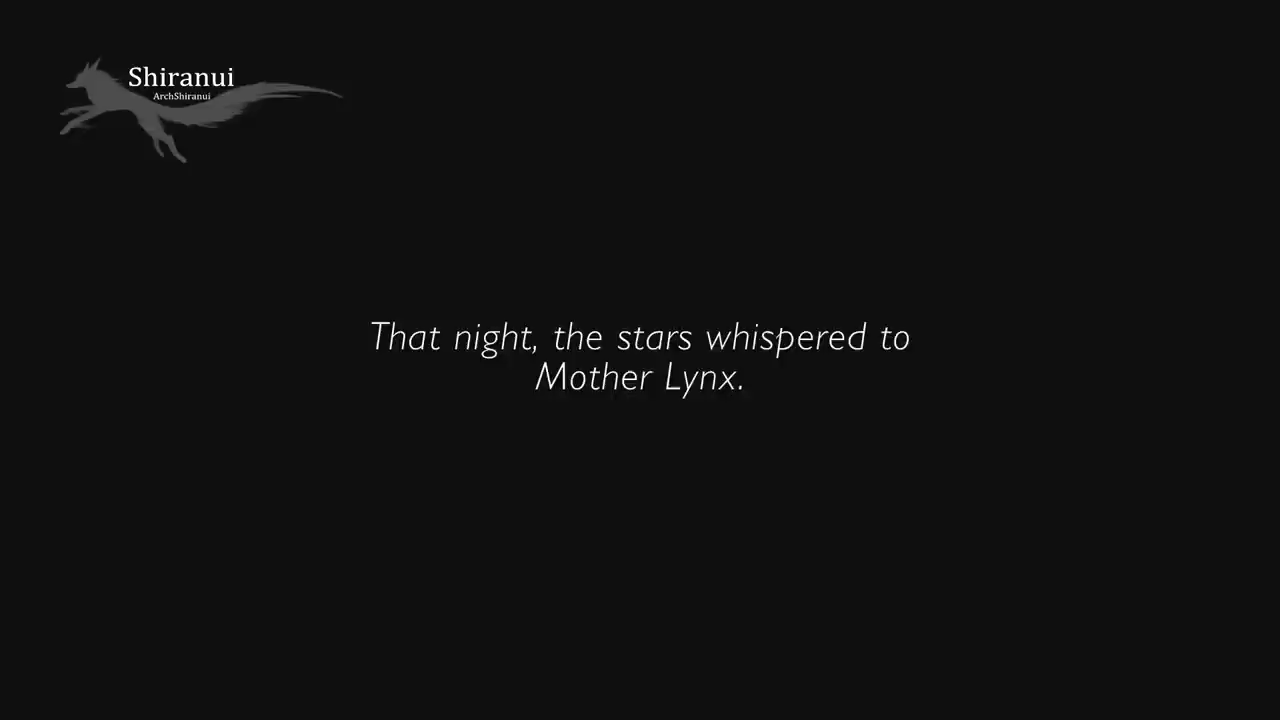 Shiranui
ArchShiranui
That night, the stars whispered to
Mother Lynx.